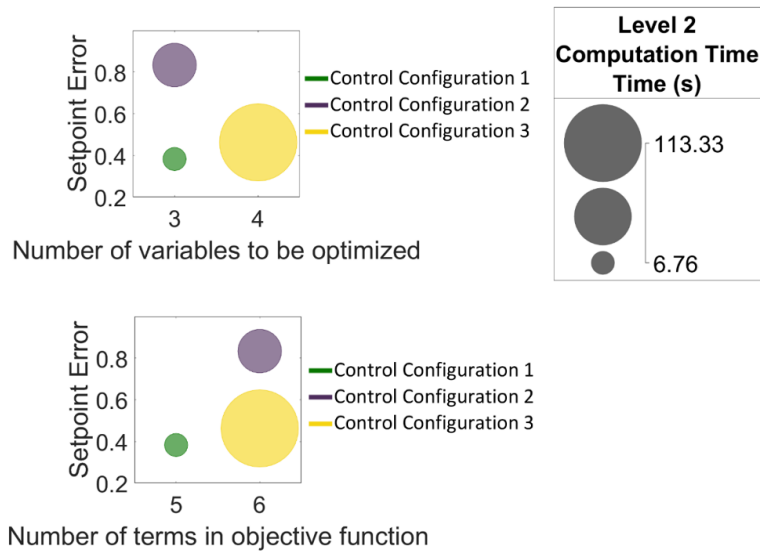 Setpoint Error
0.8
0.6
0.4
0.2
3 4
Number of variables to be optimized
Control Configuration 1
Control Configuration 2
Control Configuration 3
Level 2
Computation Time
Time (s)
113.33
6.76
Setpoint Error
0.8
0.6
0.4
0.2
5 6
Number of terms in objective function
Control Configuration 1
Control Configuration 2
Control Configuration 3